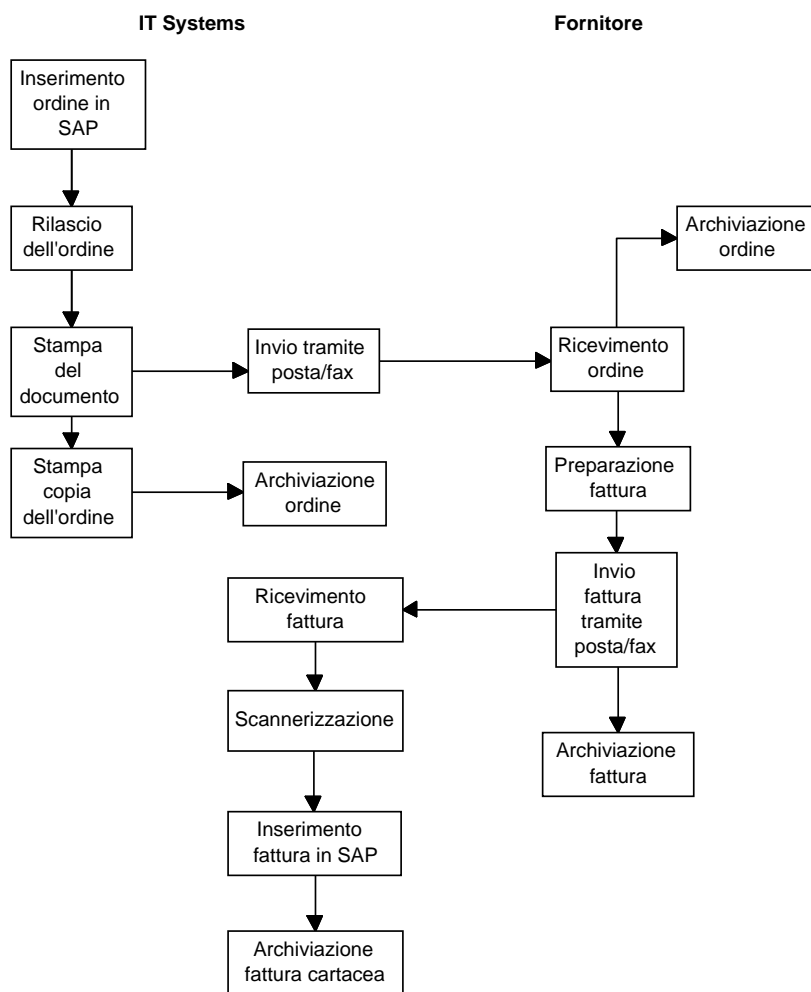 IT Systems
Fornitore
Inserimento
ordine in
SAP
Rilascio
dell'ordine
Archiviazione
ordine
Stampa
del
documento
Invio tramite
posta/fax
Ricevimento
ordine
Stampa
copia
dell'ordine
Archiviazione
ordine
Preparazione
fattura
Invio
fattura
tramite
posta/fax
Ricevimento
fattura
Scannerizzazione
Archiviazione
fattura
Inserimento
fattura in SAP
Archiviazione
fattura cartacea